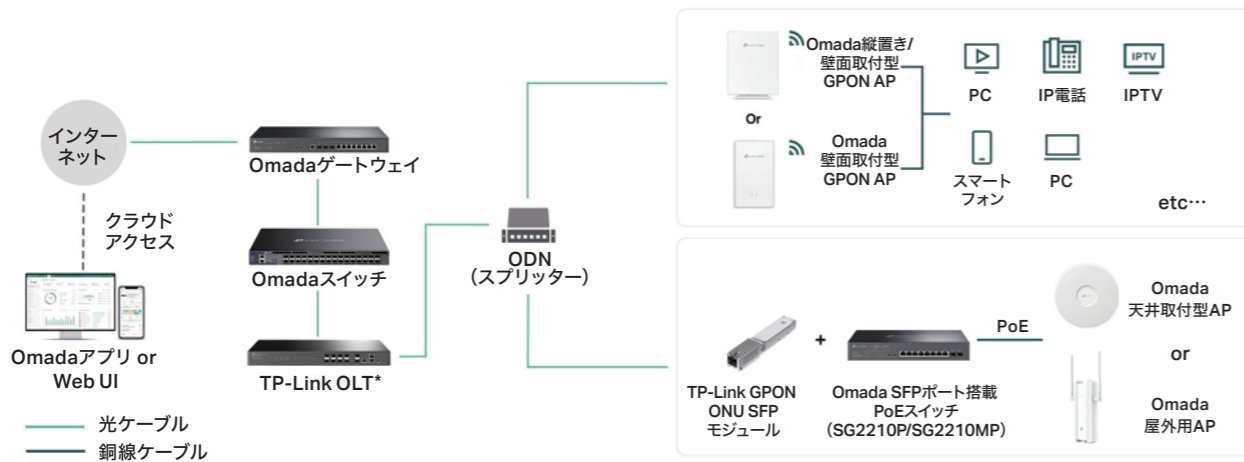 インター
ネット
クラウド
アクセス
Omadaアプリ or
Web UI
光ケーブル
銅線ケーブル
Omadaゲートウェイ
Omadaスイッチ
TP-Link OLT*
ODN
（スプリッター）
Omada縦置き/
壁面取付型
GPON AP
Or
Omada
壁面取付型
GPON AP
PC
IP電話
IPTV
IPTV
スマート
フォン
PC
etc…
TP-Link GPON
ONU SFP
モジュール
+
Omada SFPポート搭載
PoEスイッチ
（SG2210P/SG2210MP）
PoE
Omada
天井取付型AP
or
Omada
屋外用AP